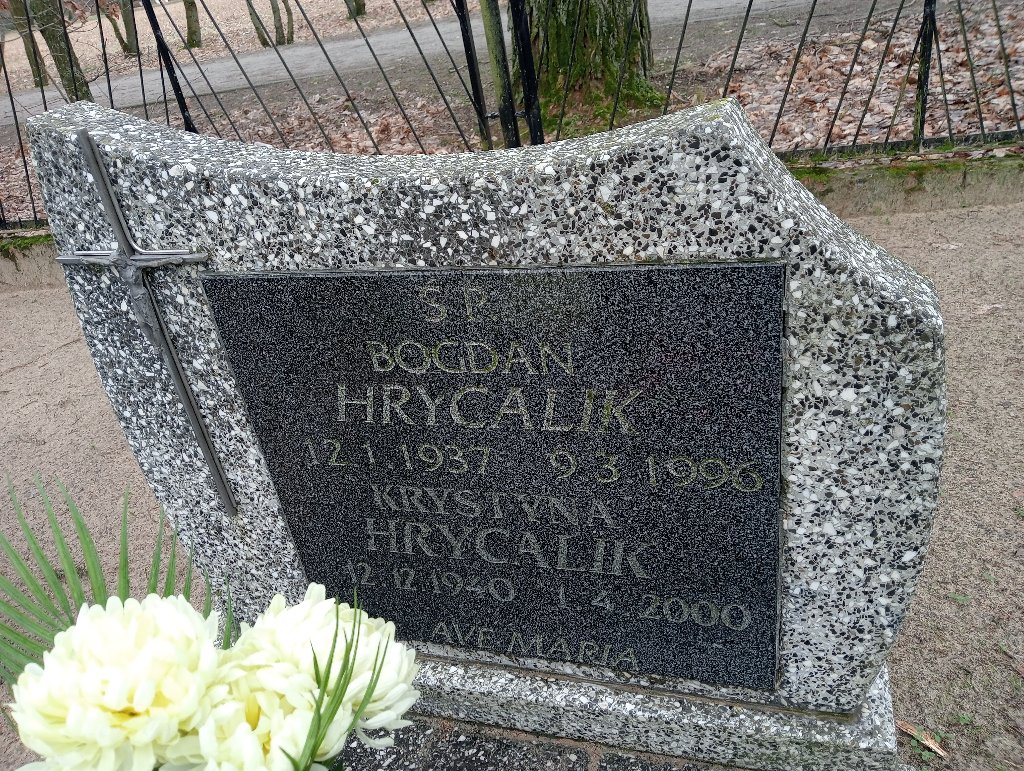 Ś.P.
BOGDAN
HRYCALIK
12.1.1937 9.3.1996
KRYSTYNA
HRYCALIK
12.12.1940 1.4.2000
AVE MARIA